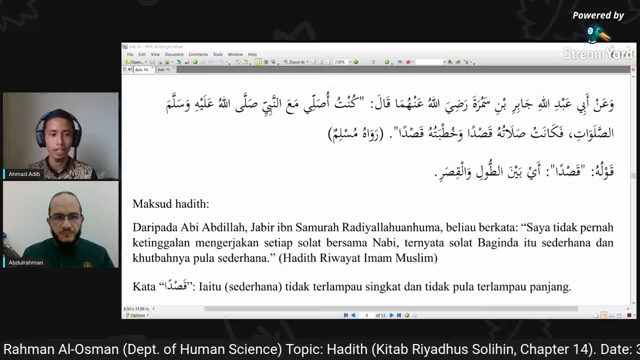 Powered by
StreamYard
وَعَنْ أَبِي عَبْدِ اللهِ جَابِرِ بْنِ سَمُرَةَ رَضِيَ اللهُ عَنْهُمَا قَالَ: "كُنْتُ أُصَلِّي مَعَ النَّبِيِّ صَلَّى اللهُ عَلَيْهِ وَسَلَّمَ
الصَّلَوَاتِ، فَكَانَتْ صَلَاتُهُ قَصْدًا وَخُطْبَتُهُ قَصْدًا". (رَوَاهُ مُسْلِمٌ)
قَوْلُهُ: "قَصْدًا": أَيْ بَيْنَ الطُّولِ وَالْقِصَرِ.
Maksud hadith:
Daripada Abi Abdillah, Jabir ibn Samurah Radiyallahuanhuma, beliau berkata: “Saya tidak pernah
ketinggalan mengerjakan setiap solat bersama Nabi, ternyata solat Baginda itu sederhana dan
khutbahnya pula sederhana.” (Hadith Riwayat Imam Muslim)
Kata “قَصْدًا”: Iaitu (sederhana) tidak terlampau singkat dan tidak pula terlampau panjang.
Ahmad Adib
Abdulrahman
Rahman Al-Osman (Dept. of Human Science) Topic: Hadith (Kitab Riyadhus Solihin, Chapter 14). Date: 3